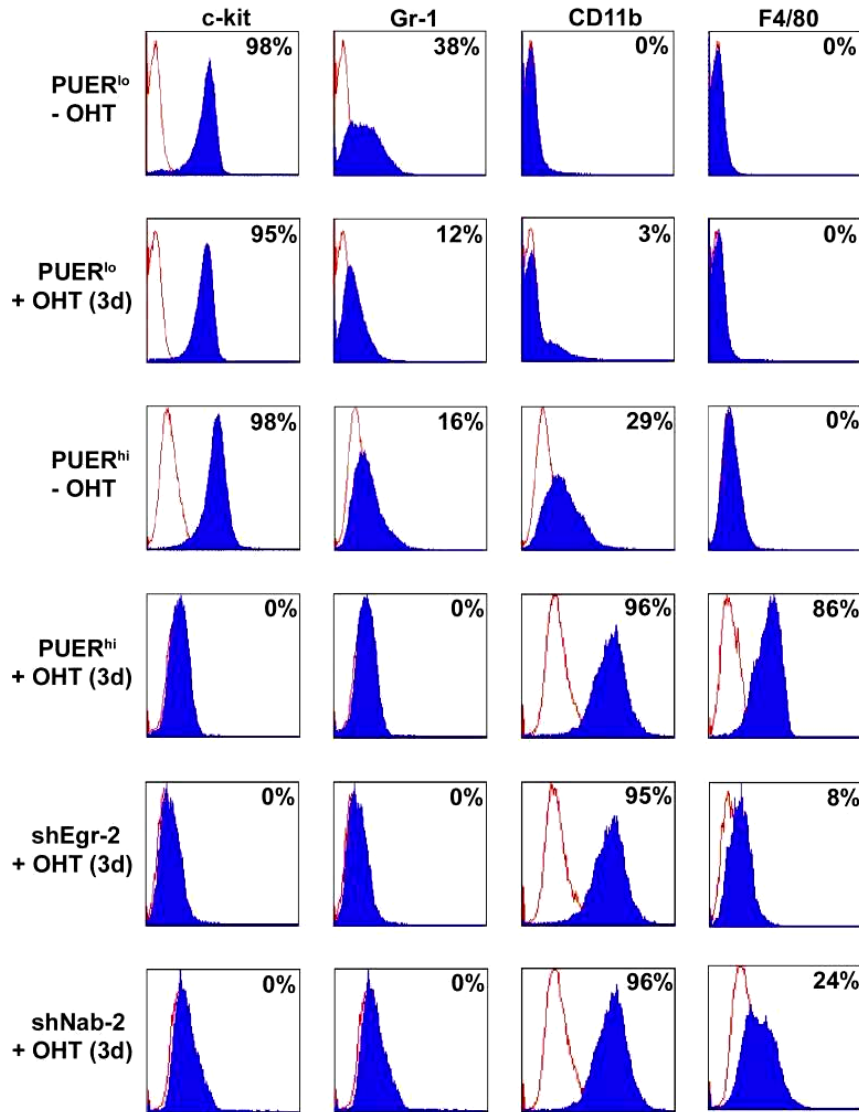 c-kit Gr-1 CD11b F4/80
PUERˡᵒ
- OHT
98% 38% 0% 0%
PUERˡᵒ
+ OHT (3d)
95% 12% 3% 0%
PUERʰⁱ
- OHT
98% 16% 29% 0%
PUERʰⁱ
+ OHT (3d)
0% 0% 96% 86%
shEgr-2
+ OHT (3d)
0% 0% 95% 8%
shNab-2
+ OHT (3d)
0% 0% 96% 24%